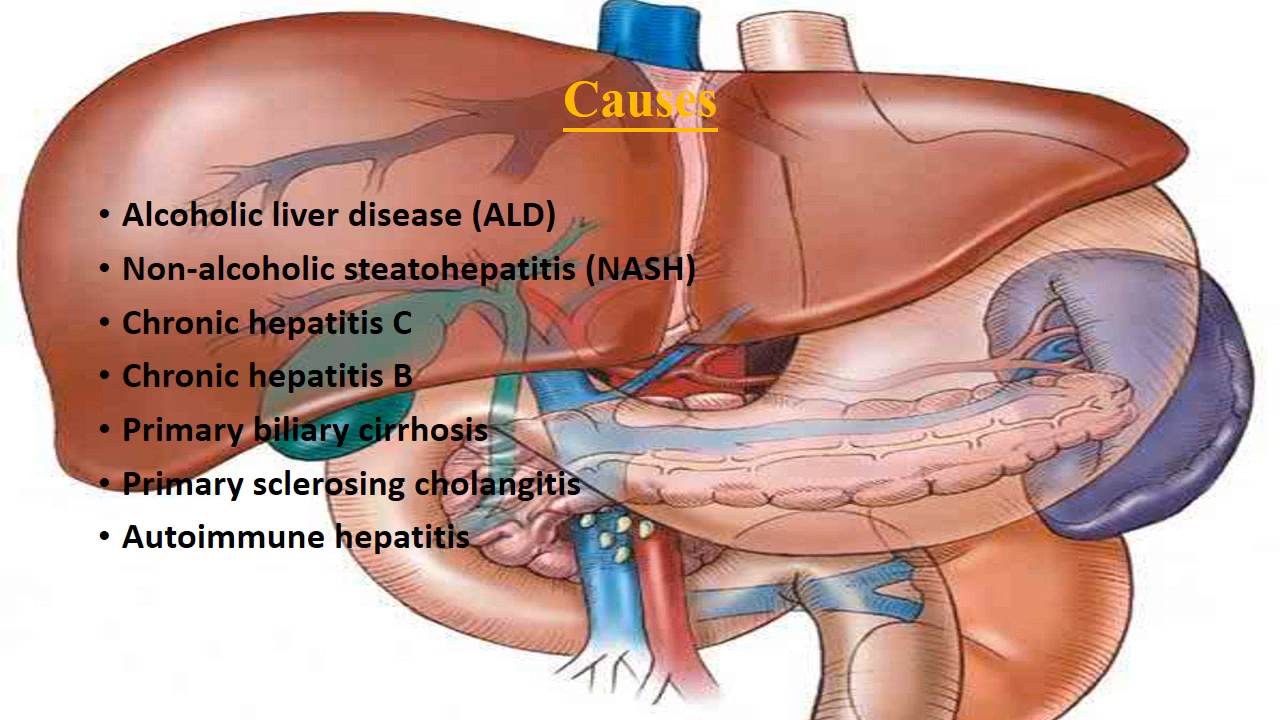 Causes
• Alcoholic liver disease (ALD)
• Non-alcoholic steatohepatitis (NASH)
• Chronic hepatitis C
• Chronic hepatitis B
• Primary biliary cirrhosis
• Primary sclerosing cholangitis
• Autoimmune hepatitis